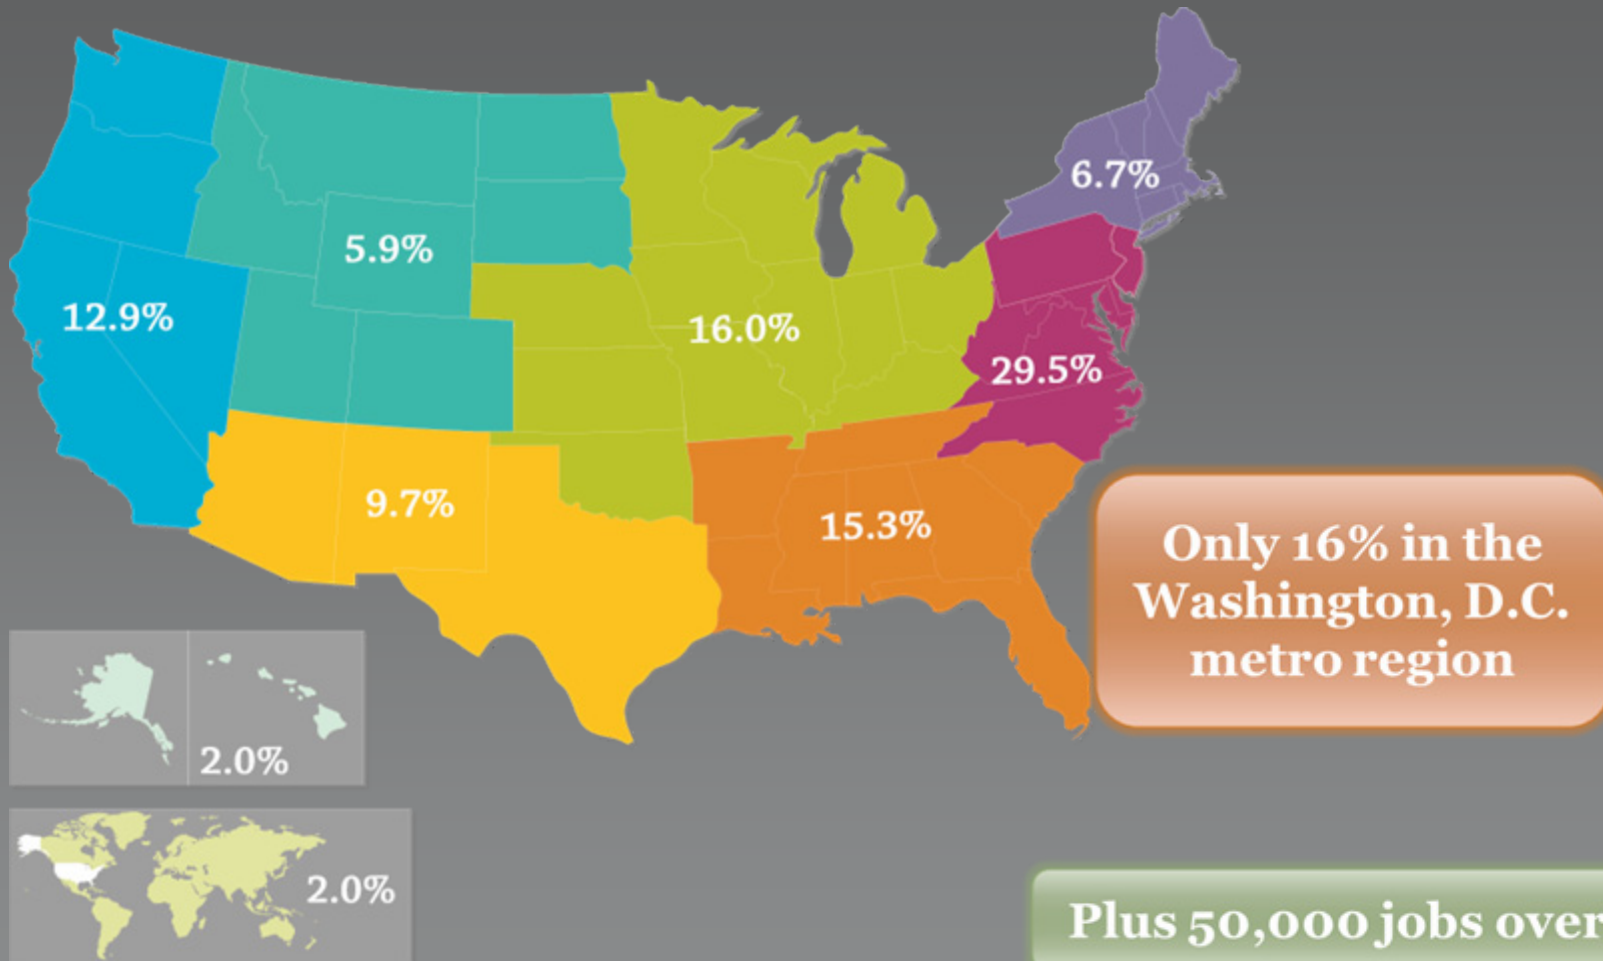 6.7%
5.9%
12.9%
16.0%
29.5%
9.7%
15.3%
Only 16% in the
Washington, D.C.
metro region
2.0%
2.0%
Plus 50,000 jobs over